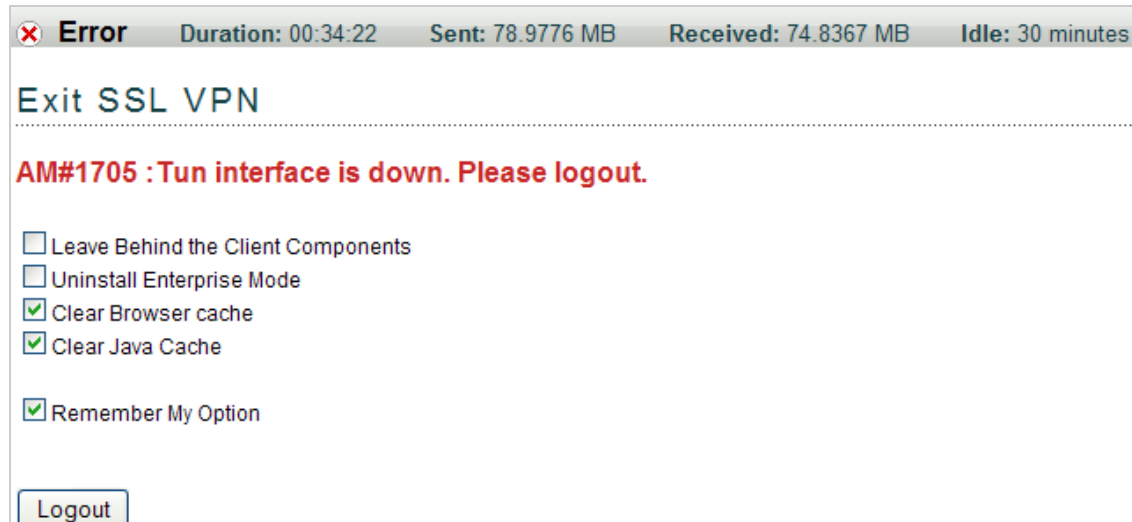 Error Duration: 00:34:22 Sent: 78.9776 MB Received: 74.8367 MB Idle: 30 minutes
Exit SSL VPN
AM#1705 : Tun interface is down. Please logout.
Leave Behind the Client Components
Uninstall Enterprise Mode
Clear Browser cache
Clear Java Cache
Remember My Option
Logout